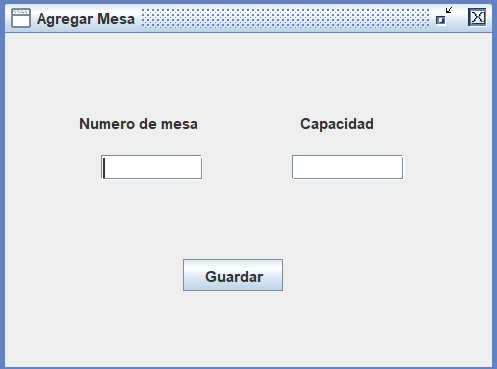 Agregar Mesa
Numero de mesa
Capacidad
Guardar